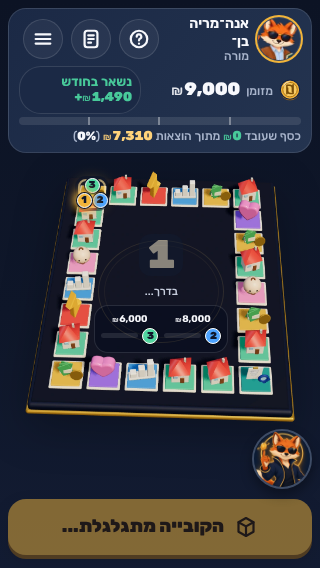 אנה־מריה
בן־
מורה
מזומן ₪9,000
נשאר בחודש
+₪1,490
כסף שעובד ₪0 מתוך הוצאות ₪7,310 (0%)
3
1 2
1
בדרך...
₪6,000 ₪8,000
3 2
הקובייה מתגלגלת...